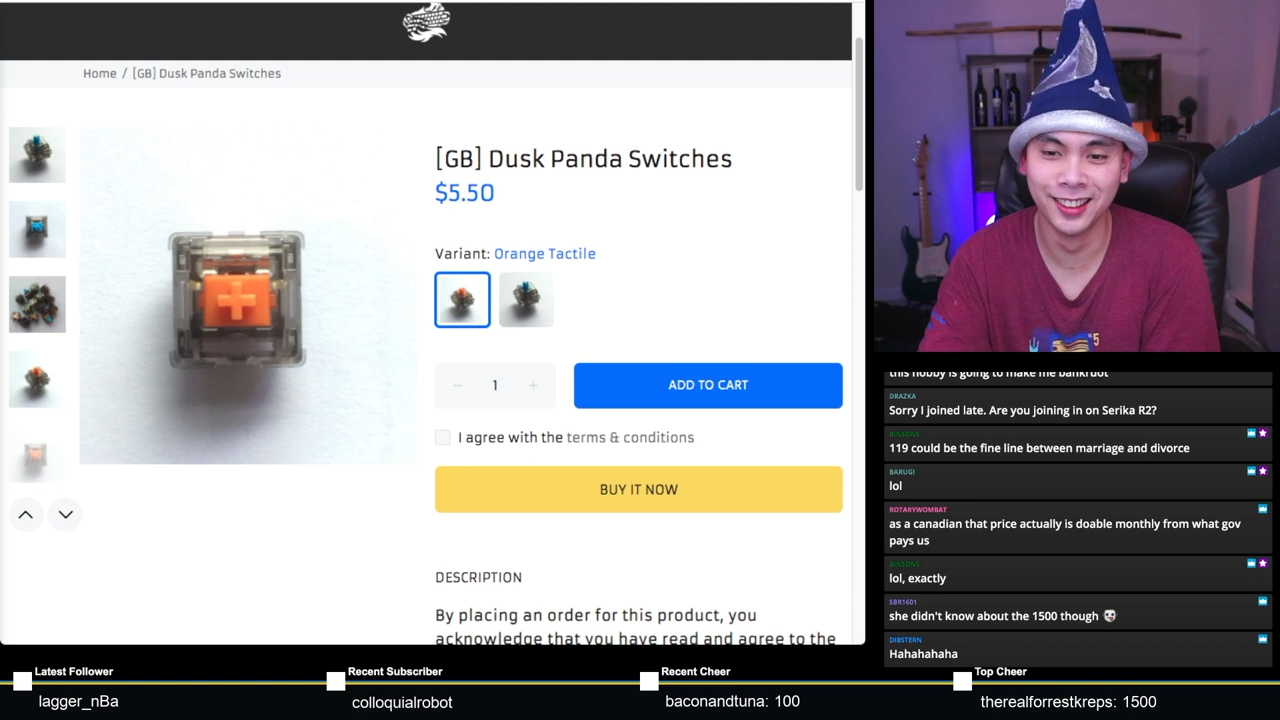 Home / [GB] Dusk Panda Switches
[GB] Dusk Panda Switches
$5.50
Variant: Orange Tactile
1
ADD TO CART
I agree with the terms & conditions
BUY IT NOW
DESCRIPTION
By placing an order for this product, you
acknowledge that you have read and agree to the
this hobby is going to make me bankrupt
DRAZKA
Sorry I joined late. Are you joining in on Serika R2?
BINSONS
119 could be the fine line between marriage and divorce
BARUGI
lol
ROTARYWOMBAT
as a canadian that price actually is doable monthly from what gov
pays us
BINSONS
lol, exactly
SBR1601
she didn't know about the 1500 though
DIBSTERN
Hahahahaha
Latest Follower
lagger_nBa
Recent Subscriber
colloquialrobot
Recent Cheer
baconandtuna: 100
Top Cheer
therealforrestkreps: 1500